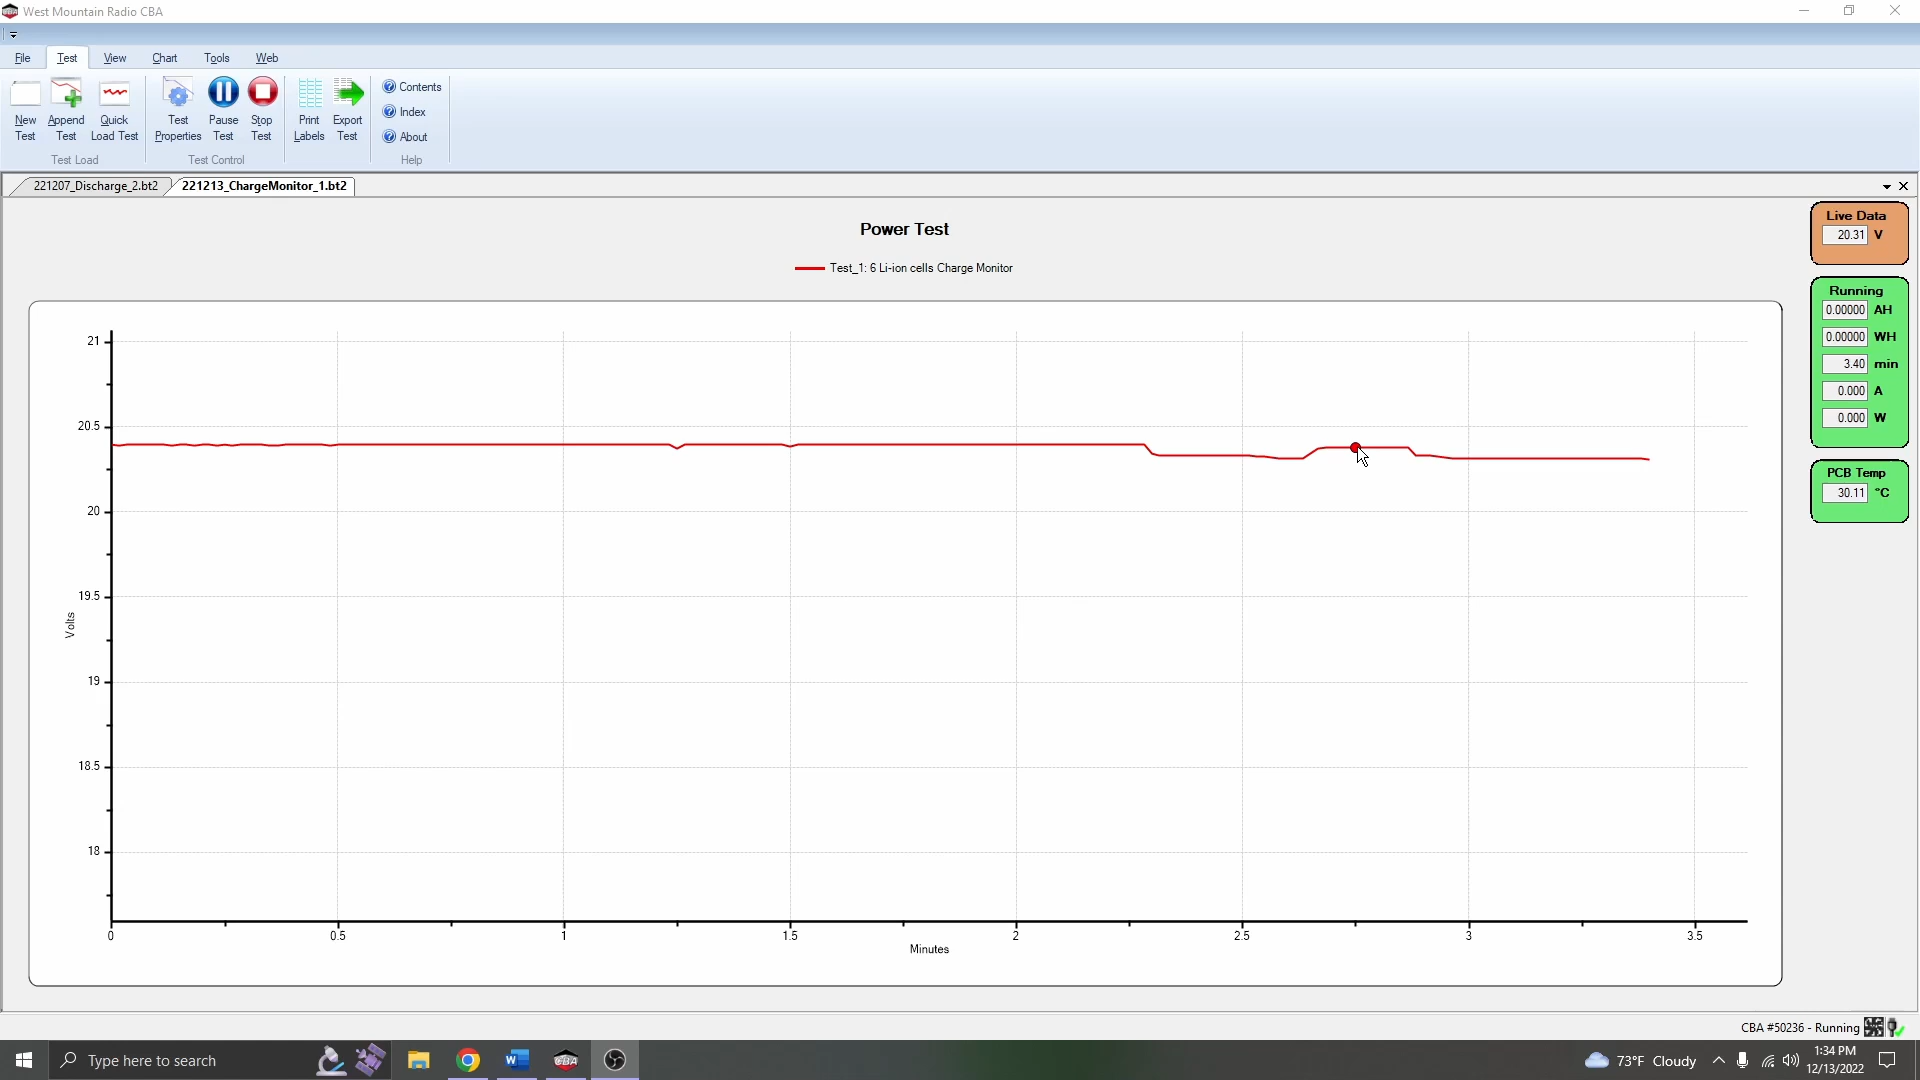 West Mountain Radio CBA
File Test View Chart Tools Web
New Test
Append Test
Quick Load Test
Test Load
Test Properties
Pause Test
Stop Test
Test Control
Print Labels
Export Test
Contents
Index
About
Help
221207_Discharge_2.bt2
221213_ChargeMonitor_1.bt2
Power Test
Test_1: 6 Li-ion cells Charge Monitor
Live Data
20.31 V
Running
0.00000 AH
0.00000 WH
3.40 min
0.000 A
0.000 W
PCB Temp
30.11 °C
21
20.5
20
19.5
19
18.5
18
Volts
0 0.5 1 1.5 2 2.5 3 3.5
Minutes
CBA #50236 - Running
Type here to search
CBA
73°F Cloudy
1:34 PM
12/13/2022